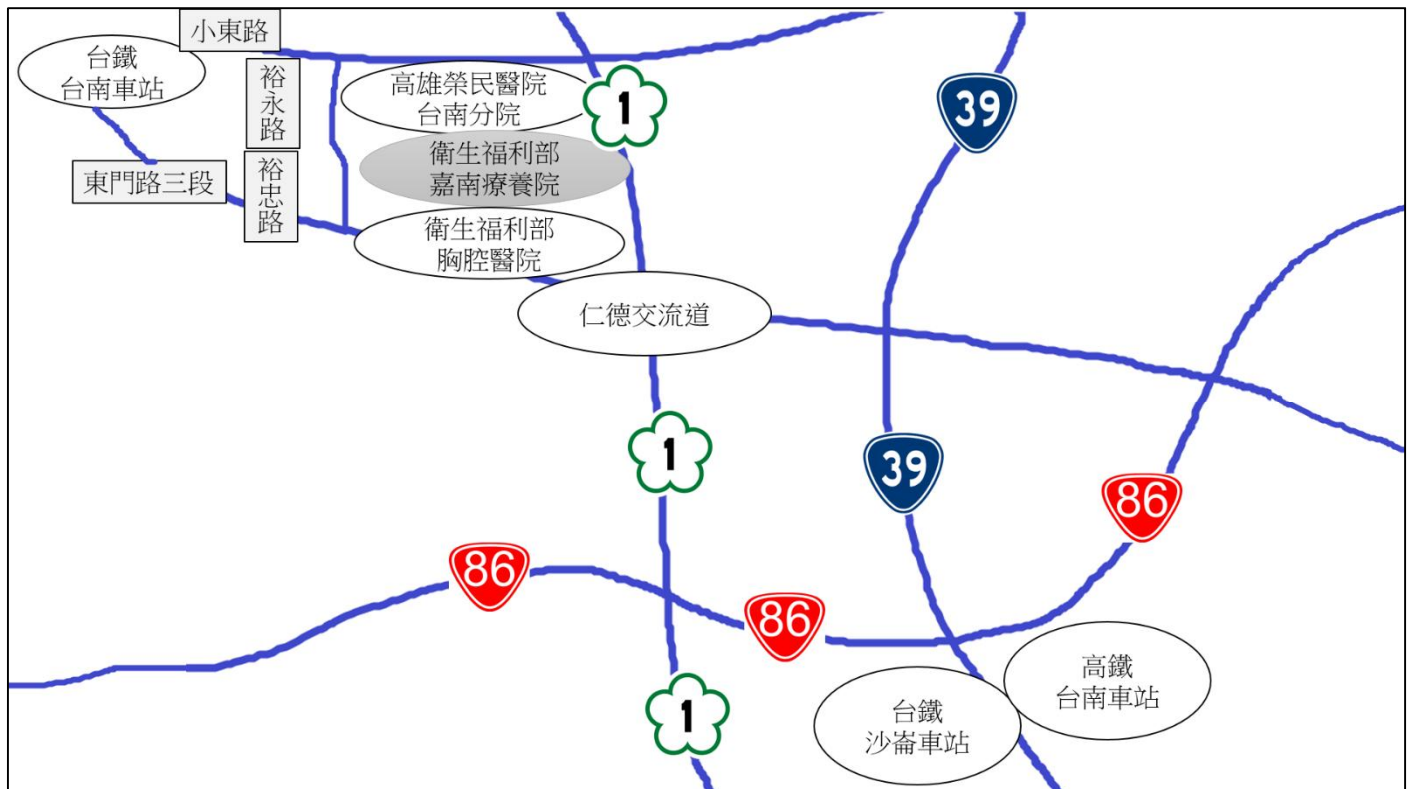 小東路
台鐵
台南車站
裕永路
高雄榮民醫院
台南分院
1
39
衛生福利部
嘉南療養院
東門路三段
裕忠路
衛生福利部
胸腔醫院
仁德交流道
1
39
86
86
86
高鐵
台南車站
台鐵
沙崙車站
1